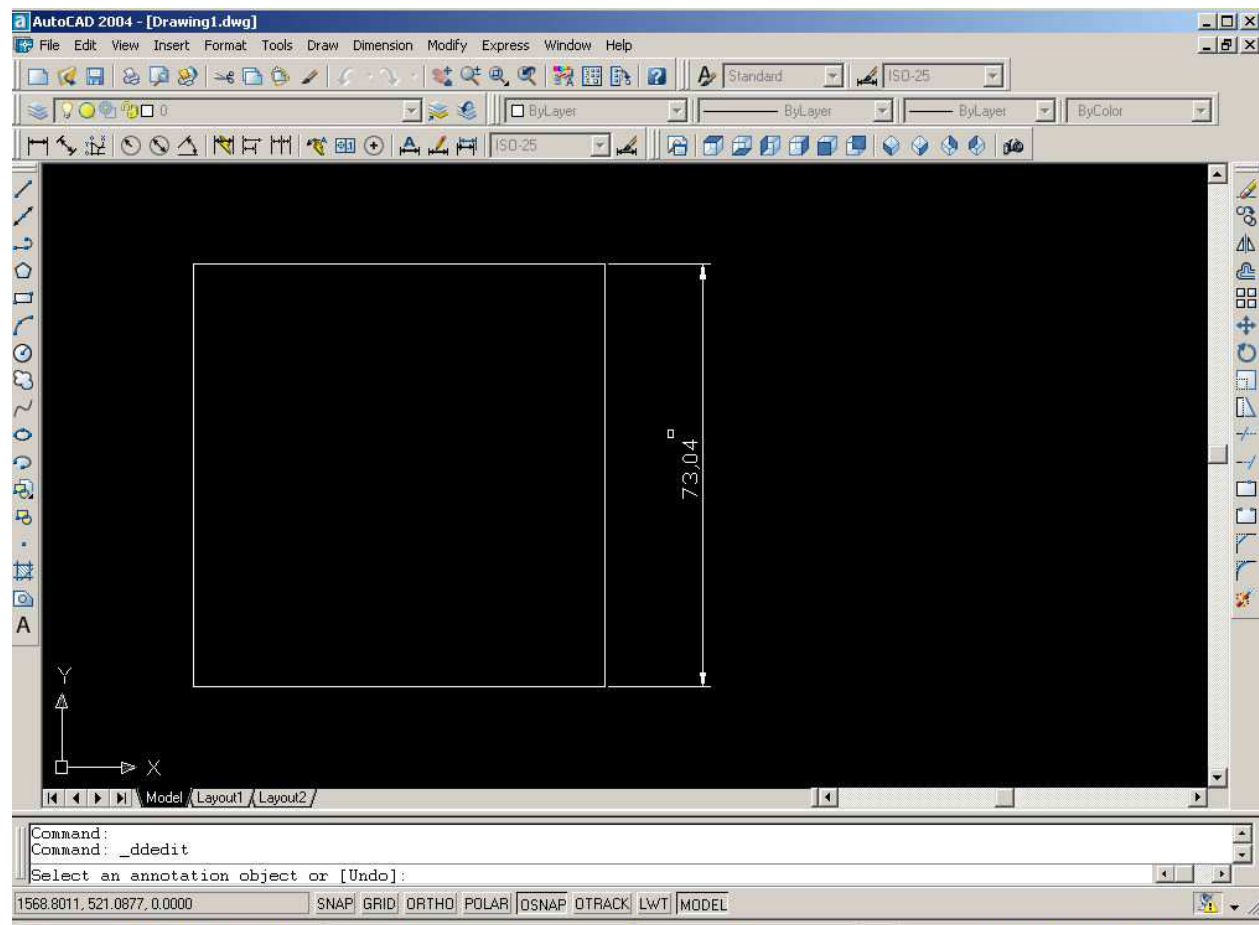 AutoCAD 2004 - [Drawing1.dwg]
File Edit View Insert Format Tools Draw Dimension Modify Express Window Help
Standard ISO-25
0 ByLayer ByLayer ByLayer ByColor
ISO-25
73,04
Y
X
Model Layout1 Layout2
Command:
Command: _ddedit
Select an annotation object or [Undo]:
1568.8011, 521.0877, 0.0000 SNAP GRID ORTHO POLAR OSNAP OTRACK LWT MODEL